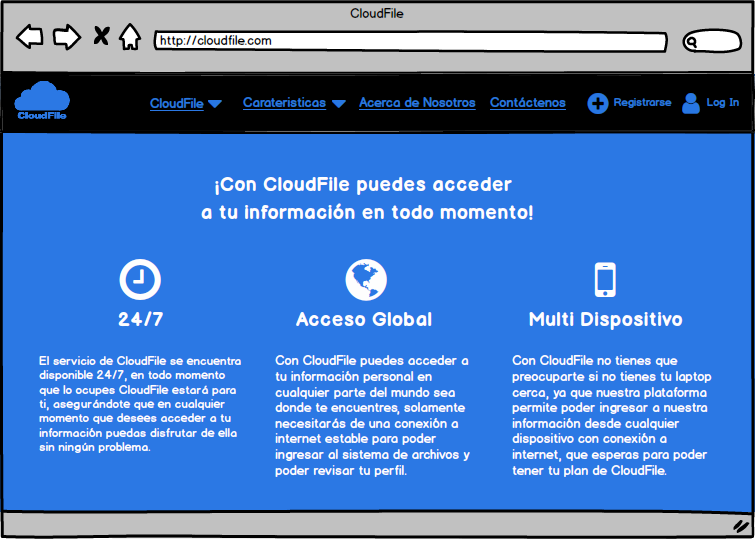 CloudFile
http://cloudfile.com
CloudFile
CloudFile
Carateristicas
Acerca de Nosotros
Contáctenos
Registrarse
Log In
¡Con CloudFile puedes acceder
a tu información en todo momento!
24/7
El servicio de CloudFile se encuentra
disponible 24/7, en todo momento
que lo ocupes CloudFile estará para
ti, asegurándote que en cualquier
momento que desees acceder a tu
información puedas disfrutar de ella
sin ningún problema.
Acceso Global
Con CloudFile puedes acceder a
tu información personal en
cualquier parte del mundo sea
donde te encuentres, solamente
necesitarás de una conexión a
internet estable para poder
ingresar al sistema de archivos y
poder revisar tu perfil.
Multi Dispositivo
Con CloudFile no tienes que
preocuparte si no tienes tu laptop
cerca, ya que nuestra plataforma
permite poder ingresar a nuestra
información desde cualquier
dispositivo con conexión a
internet, que esperas para poder
tener tu plan de CloudFile.